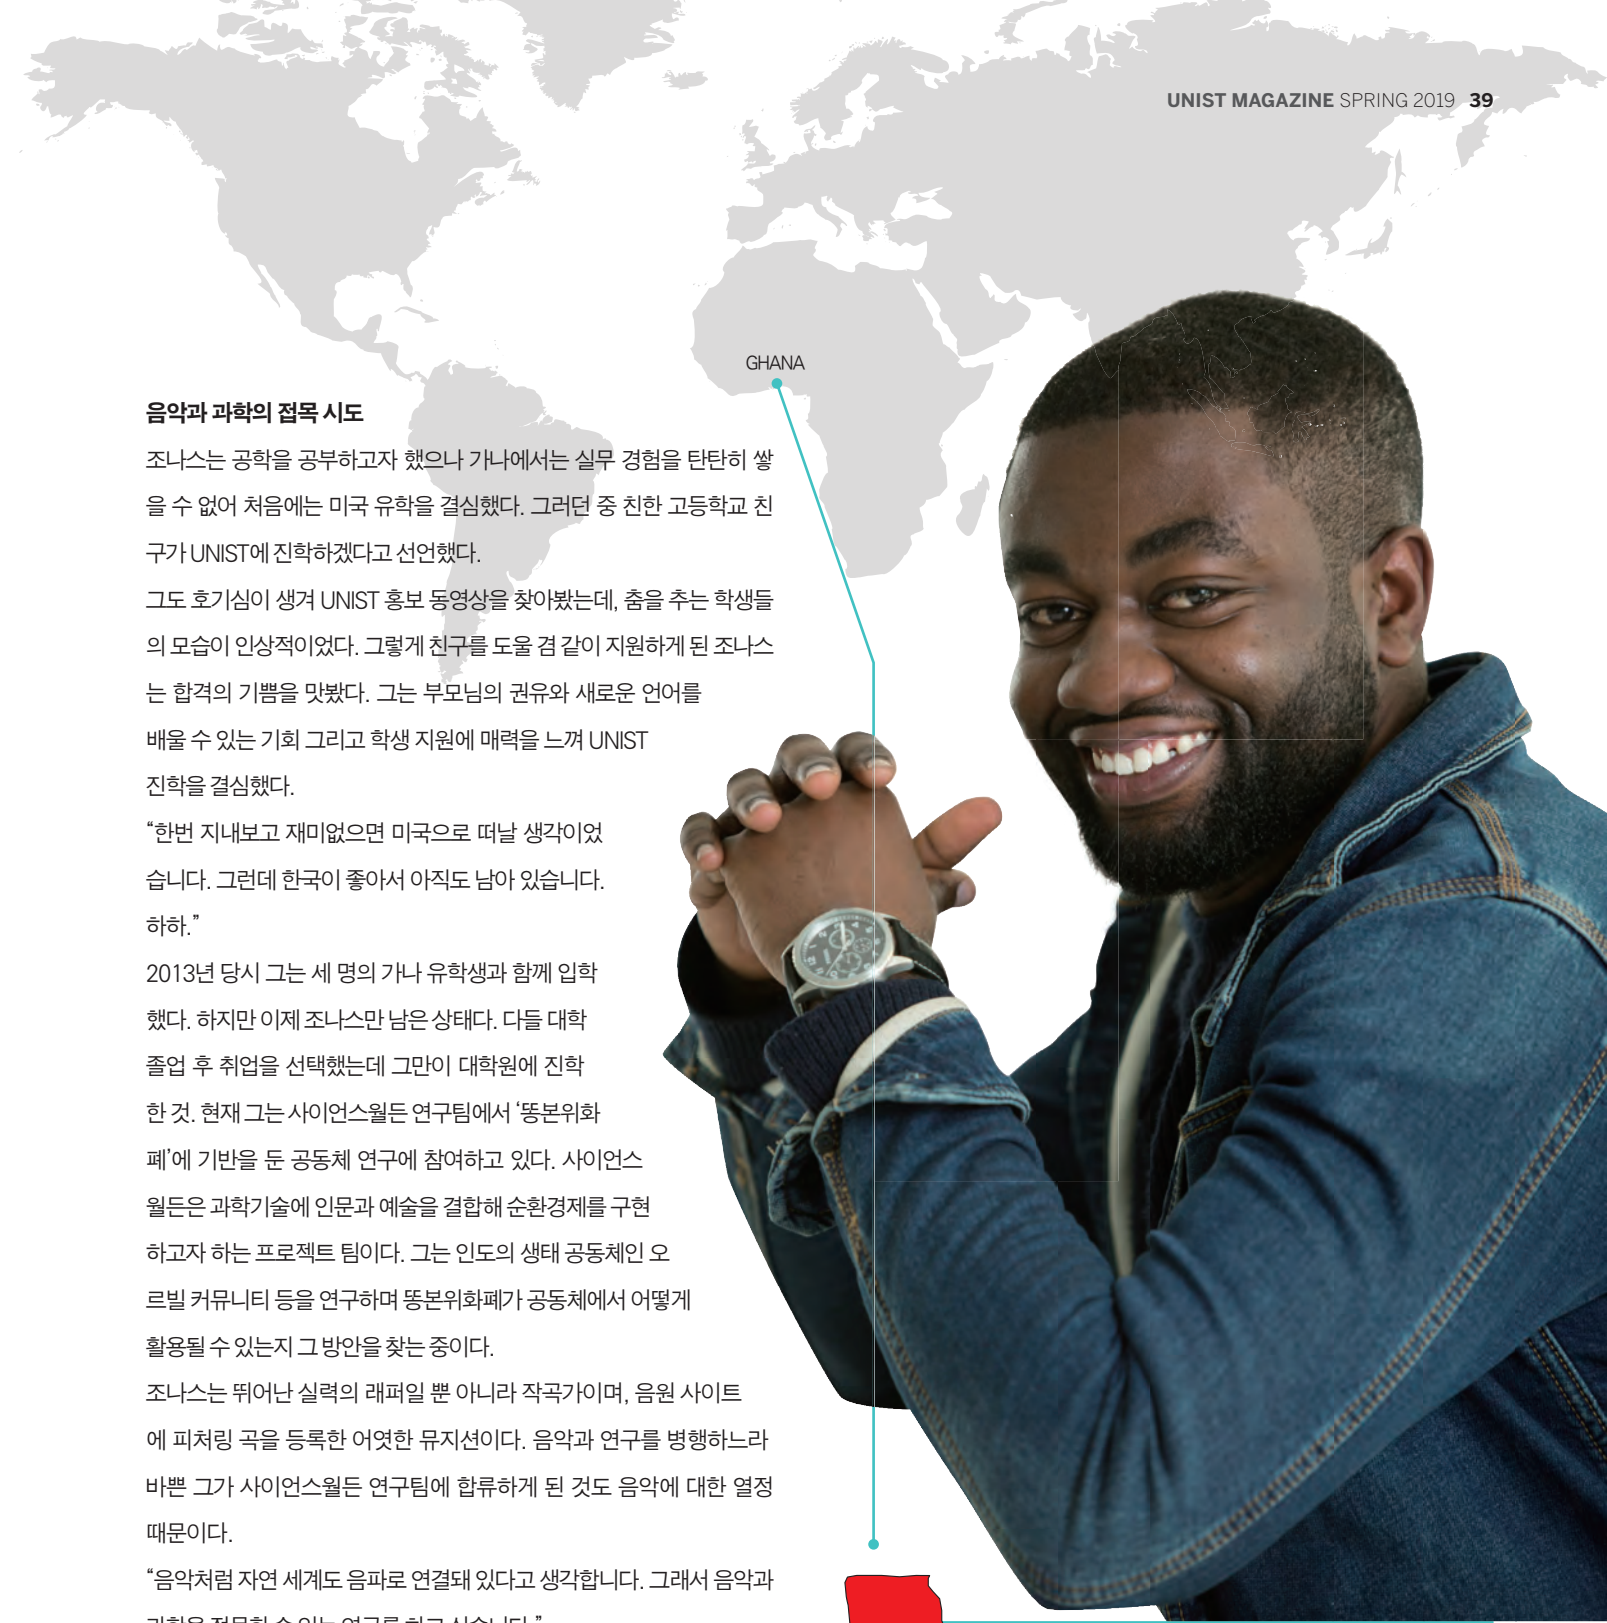 UNIST MAGAZINE SPRING 2019 39
GHANA
음악과 과학의 접목 시도
조나스는 공학을 공부하고자 했으나 가나에서는 실무 경험을 탄탄히 쌓
을 수 없어 처음에는 미국 유학을 결심했다. 그러던 중 친한 고등학교 친
구가 UNIST에 진학하겠다고 선언했다.
그도 호기심이 생겨 UNIST 홍보 동영상을 찾아봤는데, 춤을 추는 학생들
의 모습이 인상적이었다. 그렇게 친구를 도울 겸 같이 지원하게 된 조나스
는 합격의 기쁨을 맛봤다. 그는 부모님의 권유와 새로운 언어를
배울 수 있는 기회 그리고 학생 지원에 매력을 느껴 UNIST
진학을 결심했다.
“한번 지내보고 재미없으면 미국으로 떠날 생각이었
습니다. 그런데 한국이 좋아서 아직도 남아 있습니다.
하하.”
2013년 당시 그는 세 명의 가나 유학생과 함께 입학
했다. 하지만 이제 조나스만 남은 상태다. 다들 대학
졸업 후 취업을 선택했는데 그만이 대학원에 진학
한 것. 현재 그는 사이언스월든 연구팀에서 ‘똥본위화
폐’에 기반을 둔 공동체 연구에 참여하고 있다. 사이언스
월든은 과학기술에 인문과 예술을 결합해 순환경제를 구현
하고자 하는 프로젝트 팀이다. 그는 인도의 생태 공동체인 오
르빌 커뮤니티 등을 연구하며 똥본위화폐가 공동체에서 어떻게
활용될 수 있는지 그 방안을 찾는 중이다.
조나스는 뛰어난 실력의 래퍼일 뿐 아니라 작곡가이며, 음원 사이트
에 피처링 곡을 등록한 어엿한 뮤지션이다. 음악과 연구를 병행하느라
바쁜 그가 사이언스월든 연구팀에 합류하게 된 것도 음악에 대한 열정
때문이다.
“음악처럼 자연 세계도 음파로 연결돼 있다고 생각합니다. 그래서 음악과